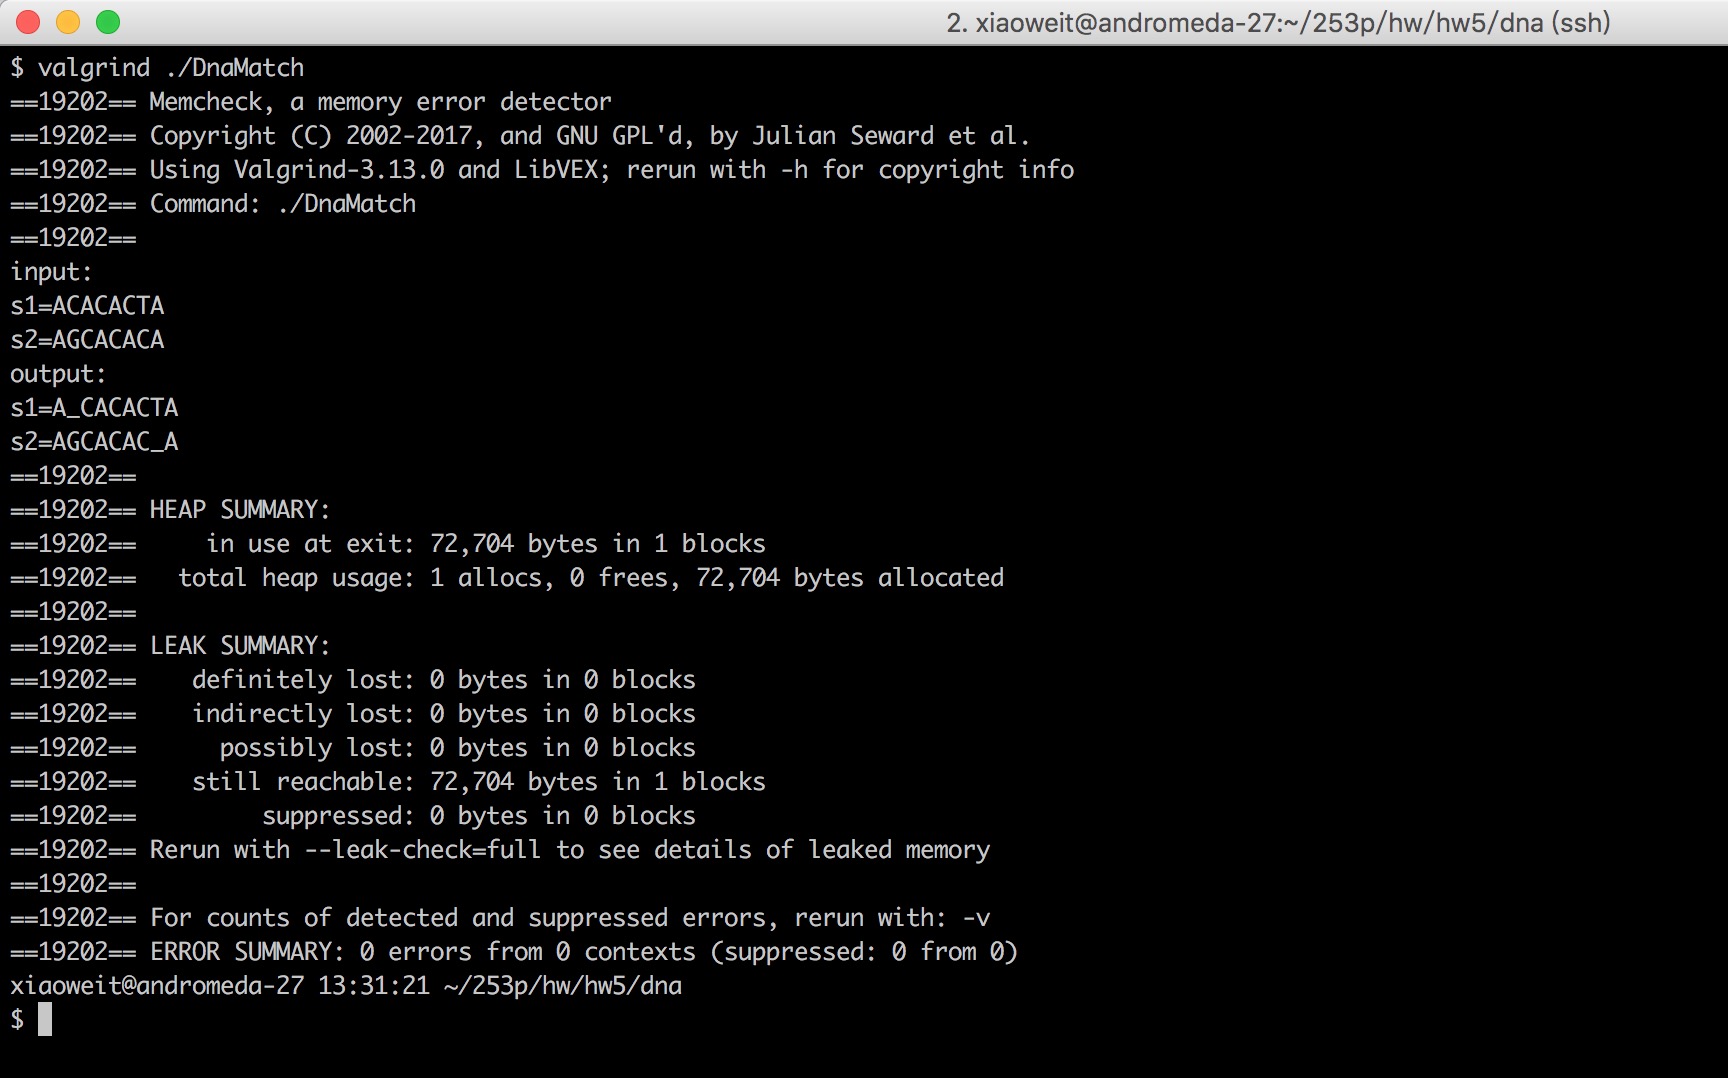 2. xiaoweit@andromeda-27:~/253p/hw/hw5/dna (ssh)
$ valgrind ./DnaMatch
==19202== Memcheck, a memory error detector
==19202== Copyright (C) 2002-2017, and GNU GPL'd, by Julian Seward et al.
==19202== Using Valgrind-3.13.0 and LibVEX; rerun with -h for copyright info
==19202== Command: ./DnaMatch
==19202==
input:
s1=ACACACTA
s2=AGCACACA
output:
s1=A_CACACTA
s2=AGCACAC_A
==19202==
==19202== HEAP SUMMARY:
==19202==     in use at exit: 72,704 bytes in 1 blocks
==19202==   total heap usage: 1 allocs, 0 frees, 72,704 bytes allocated
==19202==
==19202== LEAK SUMMARY:
==19202==    definitely lost: 0 bytes in 0 blocks
==19202==    indirectly lost: 0 bytes in 0 blocks
==19202==      possibly lost: 0 bytes in 0 blocks
==19202==    still reachable: 72,704 bytes in 1 blocks
==19202==         suppressed: 0 bytes in 0 blocks
==19202== Rerun with --leak-check=full to see details of leaked memory
==19202==
==19202== For counts of detected and suppressed errors, rerun with: -v
==19202== ERROR SUMMARY: 0 errors from 0 contexts (suppressed: 0 from 0)
xiaoweit@andromeda-27 13:31:21 ~/253p/hw/hw5/dna
$